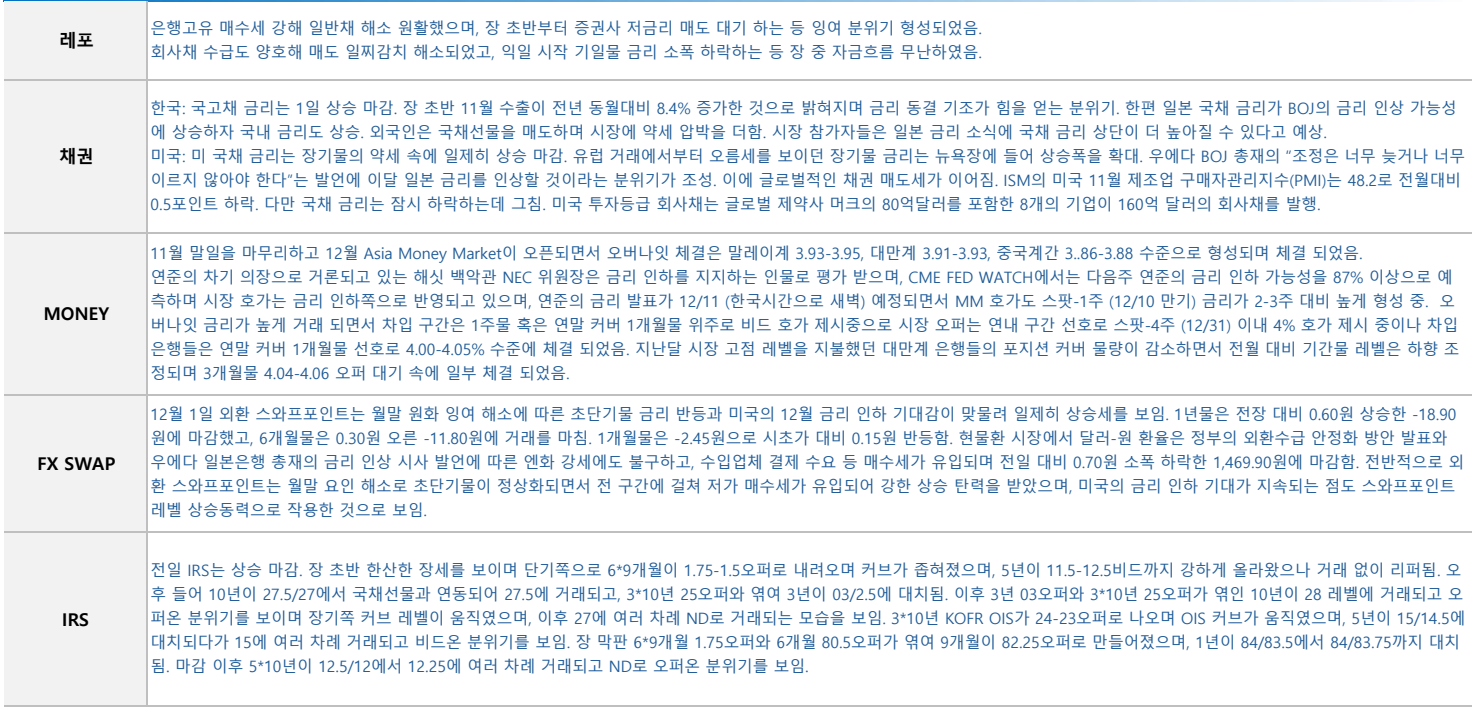 레포
은행고유 매수세 강해 일반채 해소 원활했으며, 장 초반부터 증권사 저금리 매도 대기 하는 등 잉여 분위기 형성되었음.
회사채 수급도 양호해 매도 일찌감치 해소되었고, 익일 시작 기일물 금리 소폭 하락하는 등 장 중 자금흐름 무난하였음.
채권
한국: 국고채 금리는 1일 상승 마감. 장 초반 11월 수출이 전년 동월대비 8.4% 증가한 것으로 밝혀지며 금리 동결 기조가 힘을 얻는 분위기. 한편 일본 국채 금리가 BOJ의 금리 인상 가능성
에 상승하자 국내 금리도 상승. 외국인은 국채선물을 매도하며 시장에 약세 압박을 더함. 시장 참가자들은 일본 금리 소식에 국채 금리 상단이 더 높아질 수 있다고 예상.
미국: 미 국채 금리는 장기물의 약세 속에 일제히 상승 마감. 유럽 거래에서부터 오름세를 보이던 장기물 금리는 뉴욕장에 들어 상승폭을 확대. 우에다 BOJ 총재의 “조정은 너무 늦거나 너무
이르지 않아야 한다”는 발언에 이달 일본 금리를 인상할 것이라는 분위기가 조성. 이에 글로벌적인 채권 매도세가 이어짐. ISM의 미국 11월 제조업 구매자관리지수(PMI)는 48.2로 전월대비
0.5포인트 하락. 다만 국채 금리는 잠시 하락하는데 그침. 미국 투자등급 회사채는 글로벌 제약사 머크의 80억달러를 포함한 8개의 기업이 160억 달러의 회사채를 발행.
MONEY
11월 말일을 마무리하고 12월 Asia Money Market이 오픈되면서 오버나잇 체결은 말레이계 3.93-3.95, 대만계 3.91-3.93, 중국계간 3..86-3.88 수준으로 형성되며 체결 되었음.
연준의 차기 의장으로 거론되고 있는 해싯 백악관 NEC 위원장은 금리 인하를 지지하는 인물로 평가 받으며, CME FED WATCH에서는 다음주 연준의 금리 인하 가능성을 87% 이상으로 예
측하며 시장 호가는 금리 인하쪽으로 반영되고 있으며, 연준의 금리 발표가 12/11 (한국시간으로 새벽) 예정되면서 MM 호가도 스팟-1주 (12/10 만기) 금리가 2-3주 대비 높게 형성 중. 오
버나잇 금리가 높게 거래 되면서 차입 구간은 1주물 혹은 연말 커버 1개월물 위주로 비드 호가 제시중으로 시장 오퍼는 연내 구간 선호로 스팟-4주 (12/31) 이내 4% 호가 제시 중이나 차입
은행들은 연말 커버 1개월물 선호로 4.00-4.05% 수준에 체결 되었음. 지난달 시장 고점 레벨을 지불했던 대만계 은행들의 포지션 커버 물량이 감소하면서 전월 대비 기간물 레벨은 하향 조
정되며 3개월물 4.04-4.06 오퍼 대기 속에 일부 체결 되었음.
FX SWAP
12월 1일 외환 스와프포인트는 월말 원화 잉여 해소에 따른 초단기물 금리 반등과 미국의 12월 금리 인하 기대감이 맞물려 일제히 상승세를 보임. 1년물은 전장 대비 0.60원 상승한 -18.90
원에 마감했고, 6개월물은 0.30원 오른 -11.80원에 거래를 마침. 1개월물은 -2.45원으로 시초가 대비 0.15원 반등함. 현물환 시장에서 달러-원 환율은 정부의 외환수급 안정화 방안 발표와
우에다 일본은행 총재의 금리 인상 시사 발언에 따른 엔화 강세에도 불구하고, 수입업체 결제 수요 등 매수세가 유입되며 전일 대비 0.70원 소폭 하락한 1,469.90원에 마감함. 전반적으로 외
환 스와프포인트는 월말 요인 해소로 초단기물이 정상화되면서 전 구간에 걸쳐 저가 매수세가 유입되어 강한 상승 탄력을 받았으며, 미국의 금리 인하 기대가 지속되는 점도 스와프포인트
레벨 상승동력으로 작용한 것으로 보임.
IRS
전일 IRS는 상승 마감. 장 초반 한산한 장세를 보이며 단기쪽으로 6*9개월이 1.75-1.5오퍼로 내려오며 커브가 좁혀졌으며, 5년이 11.5-12.5비드까지 강하게 올라왔으나 거래 없이 리퍼됨. 오
후 들어 10년이 27.5/27에서 국채선물과 연동되어 27.5에 거래되고, 3*10년 25오퍼와 엮여 3년이 03/2.5에 대치됨. 이후 3년 03오퍼와 3*10년 25오퍼가 엮인 10년이 28 레벨에 거래되고 오
퍼온 분위기를 보이며 장기쪽 커브 레벨이 움직였으며, 이후 27에 여러 차례 ND로 거래되는 모습을 보임. 3*10년 KOFR OIS가 24-23오퍼로 나오며 OIS 커브가 움직였으며, 5년이 15/14.5에
대치되다가 15에 여러 차례 거래되고 비드온 분위기를 보임. 장 막판 6*9개월 1.75오퍼와 6개월 80.5오퍼가 엮여 9개월이 82.25오퍼로 만들어졌으며, 1년이 84/83.5에서 84/83.75까지 대치
됨. 마감 이후 5*10년이 12.5/12에서 12.25에 여러 차례 거래되고 ND로 오퍼온 분위기를 보임.